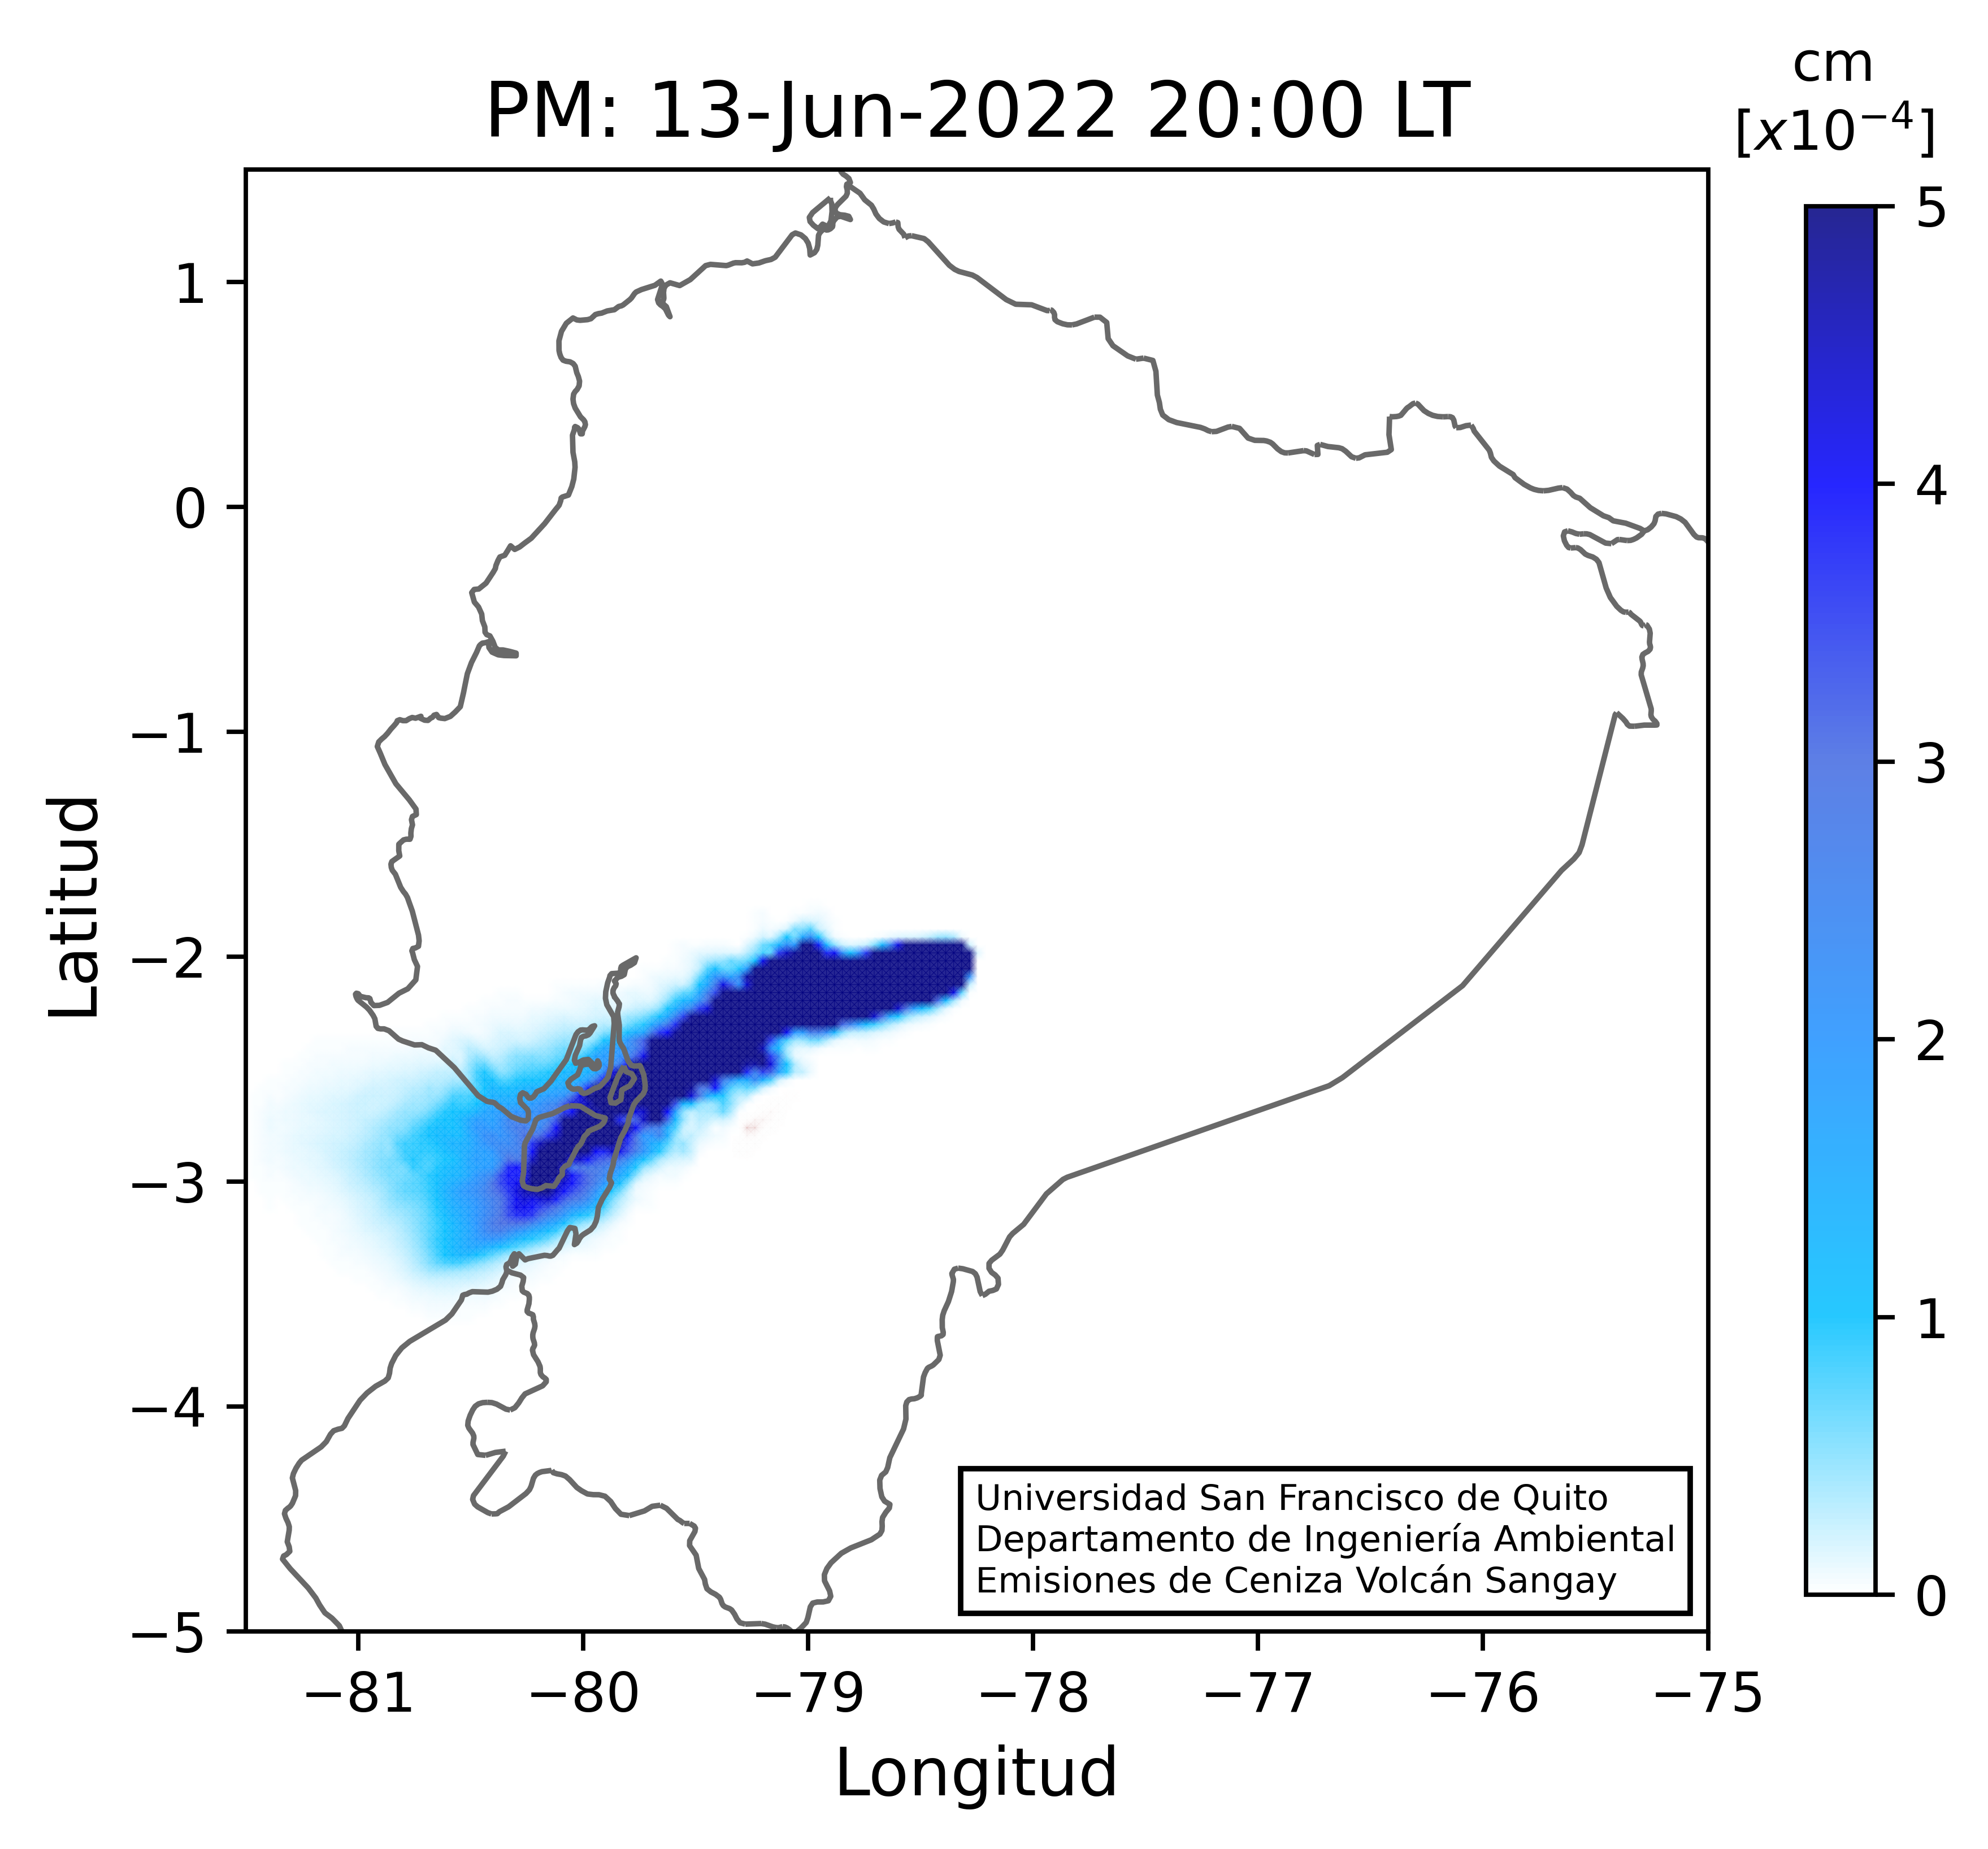 cm
[x10⁻⁴]
PM: 13-Jun-2022 20:00 LT
5
4
3
2
1
0
Latitud
1
0
−1
−2
−3
−4
−5
Universidad San Francisco de Quito
Departamento de Ingeniería Ambiental
Emisiones de Ceniza Volcán Sangay
−81 −80 −79 −78 −77 −76 −75
Longitud